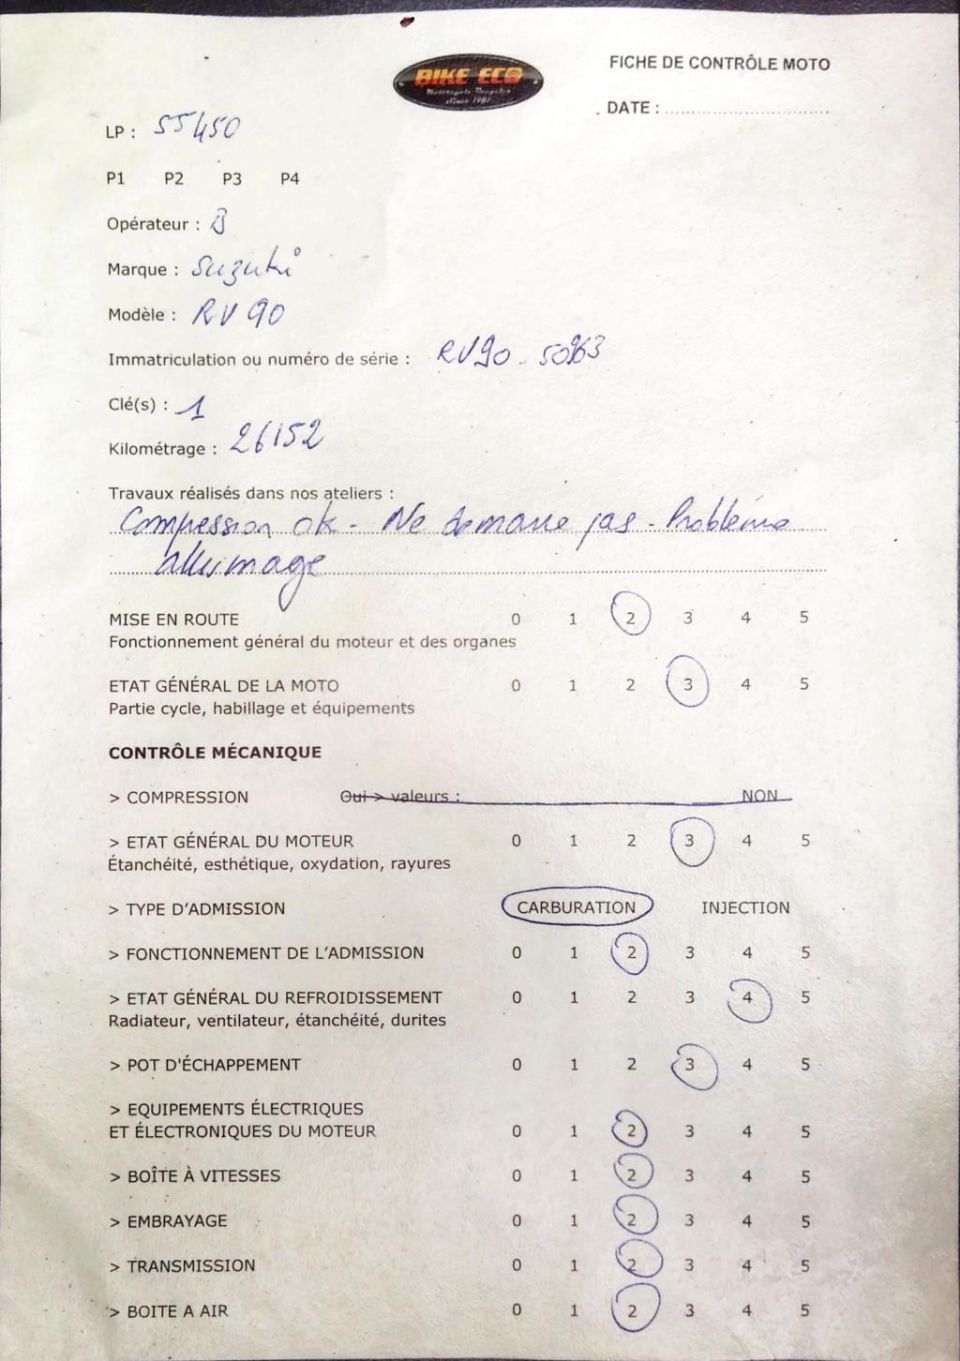 BIKE ECO
Motorcycle Recycler
since 1981
FICHE DE CONTRÔLE MOTO
DATE : ................................
LP : 55450
P1 P2 P3 P4
Opérateur : B
Marque : Suzuki
Modèle : RV 90
Immatriculation ou numéro de série : RV90-50963
Clé(s) : 1
Kilométrage : 26152
Travaux réalisés dans nos ateliers :
Compression ok - Ne demarre pas - Problème
allumage
MISE EN ROUTE 0 1 2 3 4 5
Fonctionnement général du moteur et des organes
ETAT GÉNÉRAL DE LA MOTO 0 1 2 3 4 5
Partie cycle, habillage et équipements
CONTRÔLE MÉCANIQUE
> COMPRESSION Oui > valeurs : NON
> ETAT GÉNÉRAL DU MOTEUR 0 1 2 3 4 5
Étanchéité, esthétique, oxydation, rayures
> TYPE D'ADMISSION CARBURATION INJECTION
> FONCTIONNEMENT DE L'ADMISSION 0 1 2 3 4 5
> ETAT GÉNÉRAL DU REFROIDISSEMENT 0 1 2 3 4 5
Radiateur, ventilateur, étanchéité, durites
> POT D'ÉCHAPPEMENT 0 1 2 3 4 5
> EQUIPEMENTS ÉLECTRIQUES
ET ÉLECTRONIQUES DU MOTEUR 0 1 2 3 4 5
> BOÎTE À VITESSES 0 1 2 3 4 5
> EMBRAYAGE 0 1 2 3 4 5
> TRANSMISSION 0 1 2 3 4 5
> BOITE A AIR 0 1 2 3 4 5